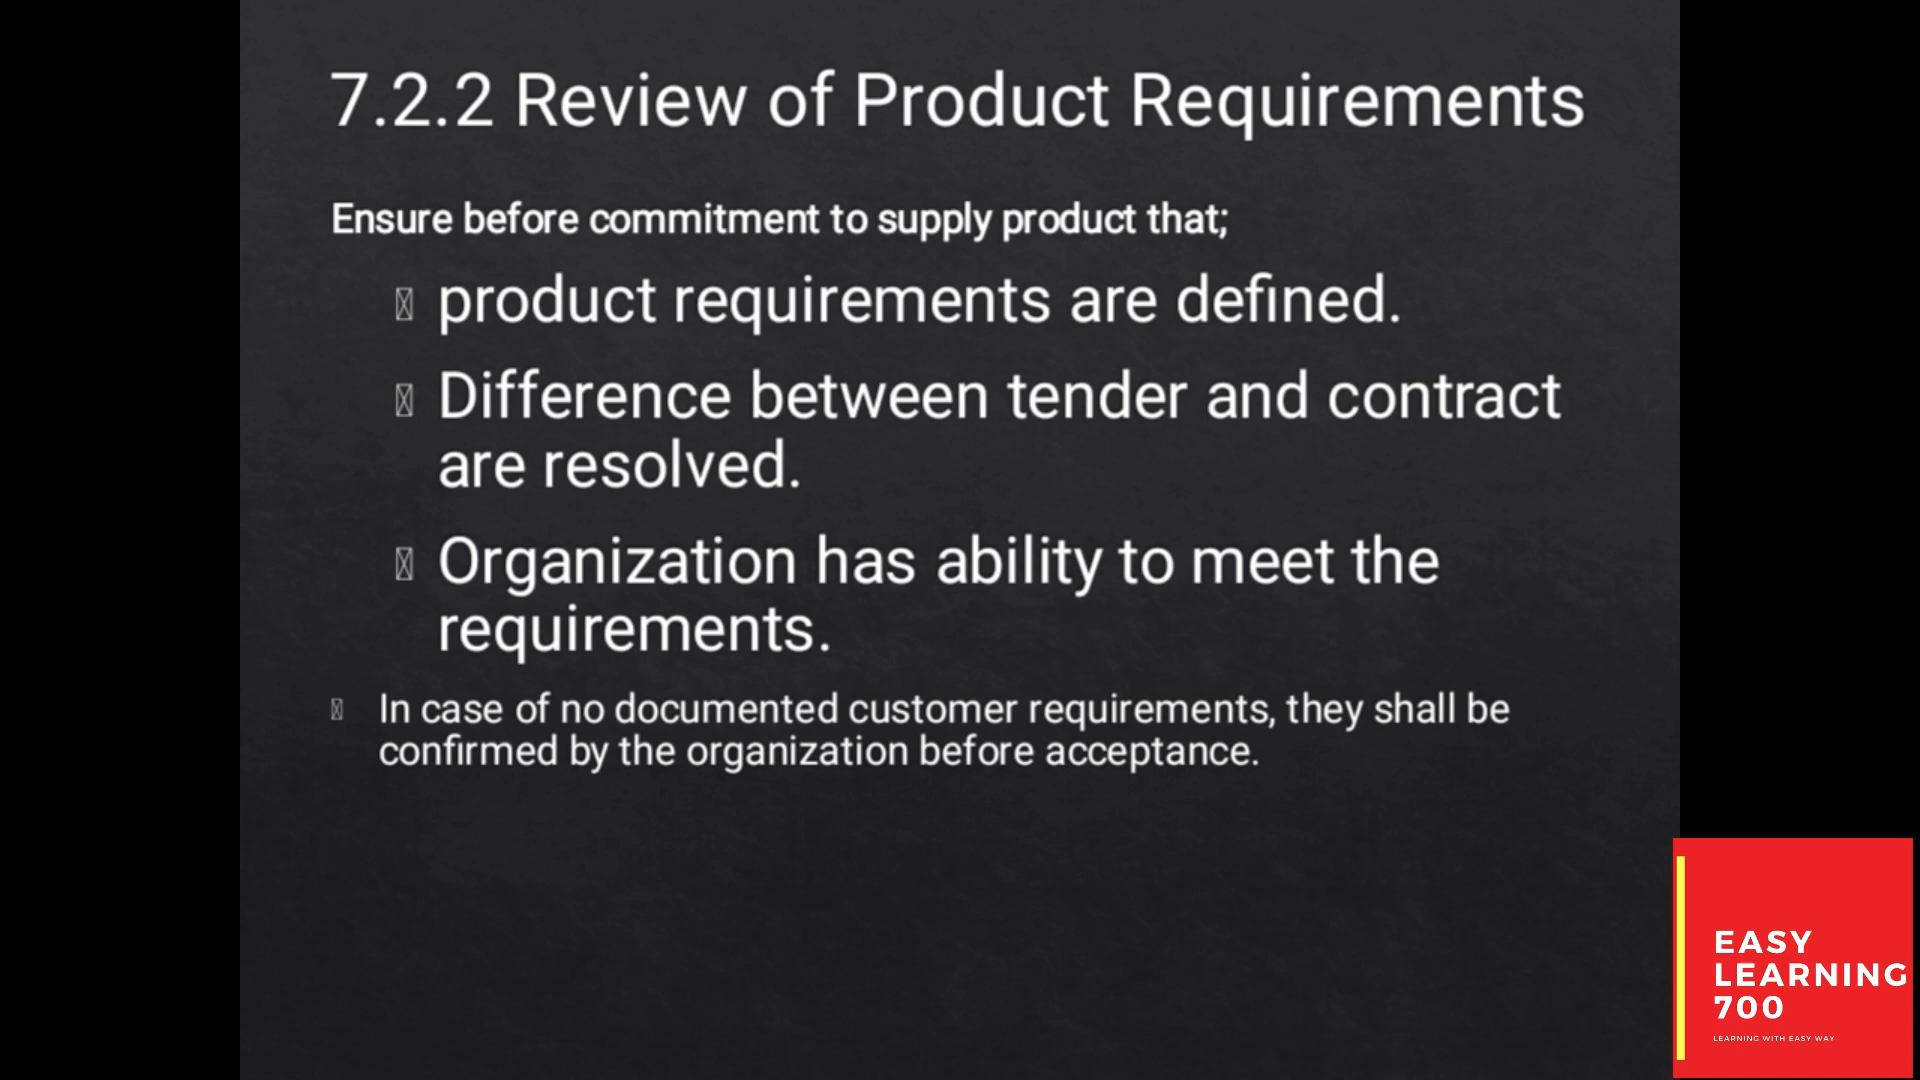 7.2.2 Review of Product Requirements
Ensure before commitment to supply product that;
product requirements are defined.
Difference between tender and contract
are resolved.
Organization has ability to meet the
requirements.
In case of no documented customer requirements, they shall be
confirmed by the organization before acceptance.
EASY
LEARNING
700
LEARNING WITH EASY WAY